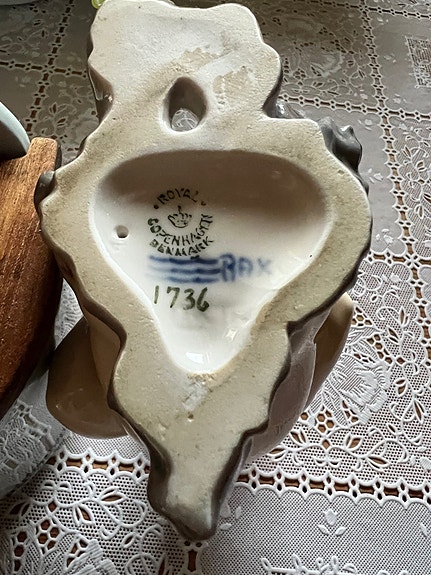 ROYAL
COPENHAGEN
DENMARK
RAX
1736